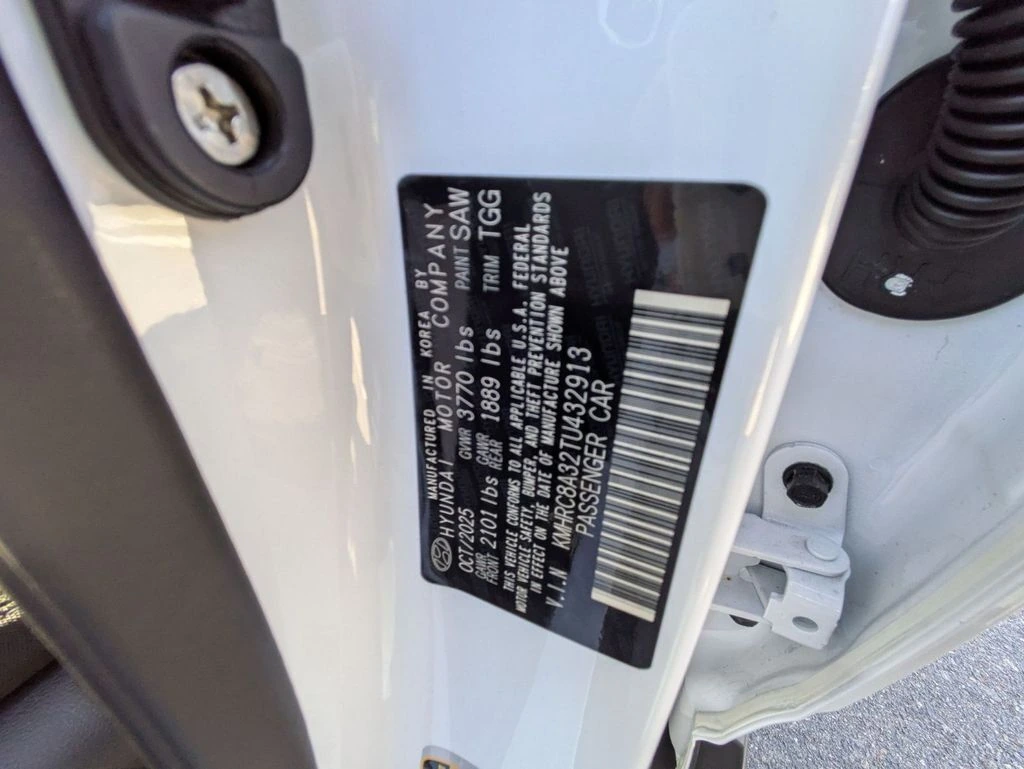 MANUFACTURED IN KOREA BY
HYUNDAI MOTOR COMPANY
OCT/2025 GVWR 3770 lbs PAINT SAW
GAWR FRONT 2101 lbs GAWR REAR 1889 lbs TRIM TGG
THIS VEHICLE CONFORMS TO ALL APPLICABLE U.S.A. FEDERAL
MOTOR VEHICLE SAFETY, BUMPER, AND THEFT PREVENTION STANDARDS
IN EFFECT ON THE DATE OF MANUFACTURE SHOWN ABOVE
V.I.N KMHRC8A32TU432913
PASSENGER CAR